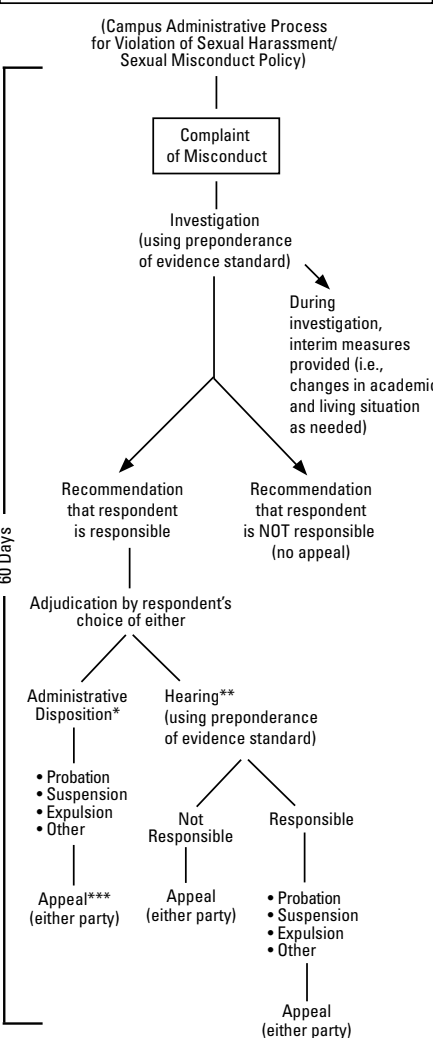 (Campus Administrative Process
for Violation of Sexual Harassment/
Sexual Misconduct Policy)
Complaint
of Misconduct
Investigation
(using preponderance
of evidence standard)
During
investigation,
interim measures
provided (i.e.,
changes in academic
and living situation
as needed)
Recommendation
that respondent
is responsible
Recommendation
that respondent
is NOT responsible
(no appeal)
60 Days
Adjudication by respondent's
choice of either
Administrative
Disposition*
• Probation
• Suspension
• Expulsion
• Other
Appeal***
(either party)
Hearing**
(using preponderance
of evidence standard)
Not
Responsible
Appeal
(either party)
Responsible
• Probation
• Suspension
• Expulsion
• Other
Appeal
(either party)